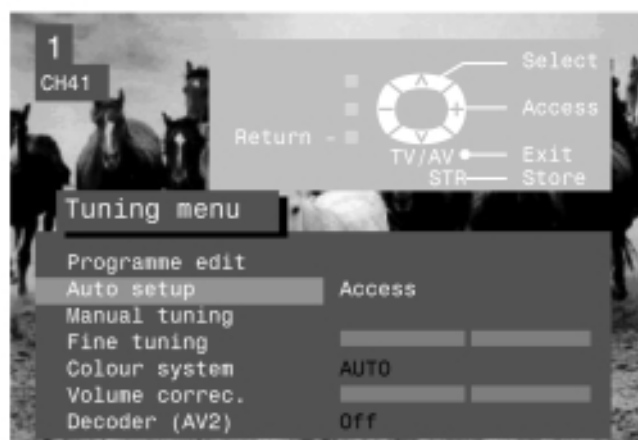 1
CH41
Select
Access
Return
TV/AV Exit
STR Store
Tuning menu
Programme edit
Auto setup Access
Manual tuning
Fine tuning
Colour system AUTO
Volume correc.
Decoder (AV2) Off